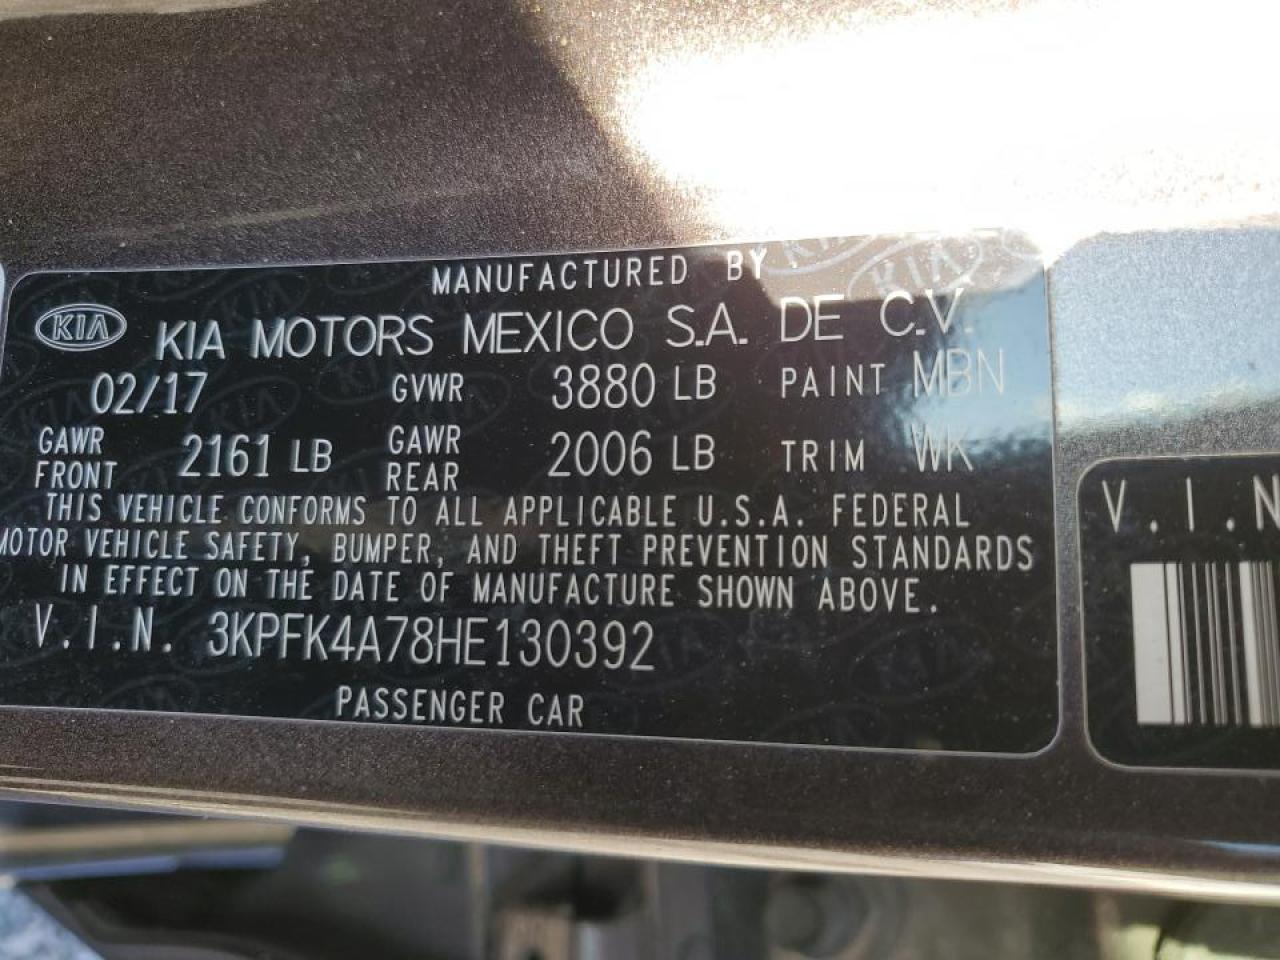 MANUFACTURED BY
KIA KIA MOTORS MEXICO S.A. DE C.V.
02/17 GVWR 3880 LB PAINT MBN
GAWR FRONT 2161 LB GAWR REAR 2006 LB TRIM WK
THIS VEHICLE CONFORMS TO ALL APPLICABLE U.S.A. FEDERAL
MOTOR VEHICLE SAFETY, BUMPER, AND THEFT PREVENTION STANDARDS
IN EFFECT ON THE DATE OF MANUFACTURE SHOWN ABOVE.
V.I.N. 3KPFK4A78HE130392
PASSENGER CAR
V.I.N